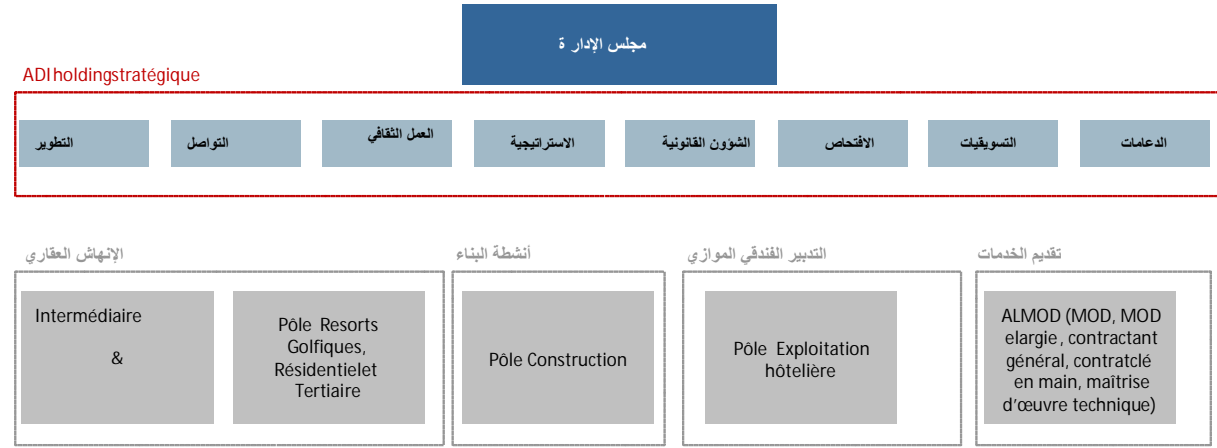 مجلس الإدار ة
ADIholdingstratégique
التطوير
التواصل
العمل الثقافي
الاستراتيجية
الشؤون القانونية
الافتحاص
التسويقيات
الدعامات
الإنهاش العقاري
أنشطة البناء
التدبير الفندقي الموازي
تقديم الخدمات
Intermédiaire
&
Pôle Resorts
Golfiques,
Résidentielet
Tertiaire
Pôle Construction
Pôle Exploitation
hôtelière
ALMOD (MOD, MOD
elargie, contractant
général, contratclé
en main, maîtrise
d'œuvre technique)